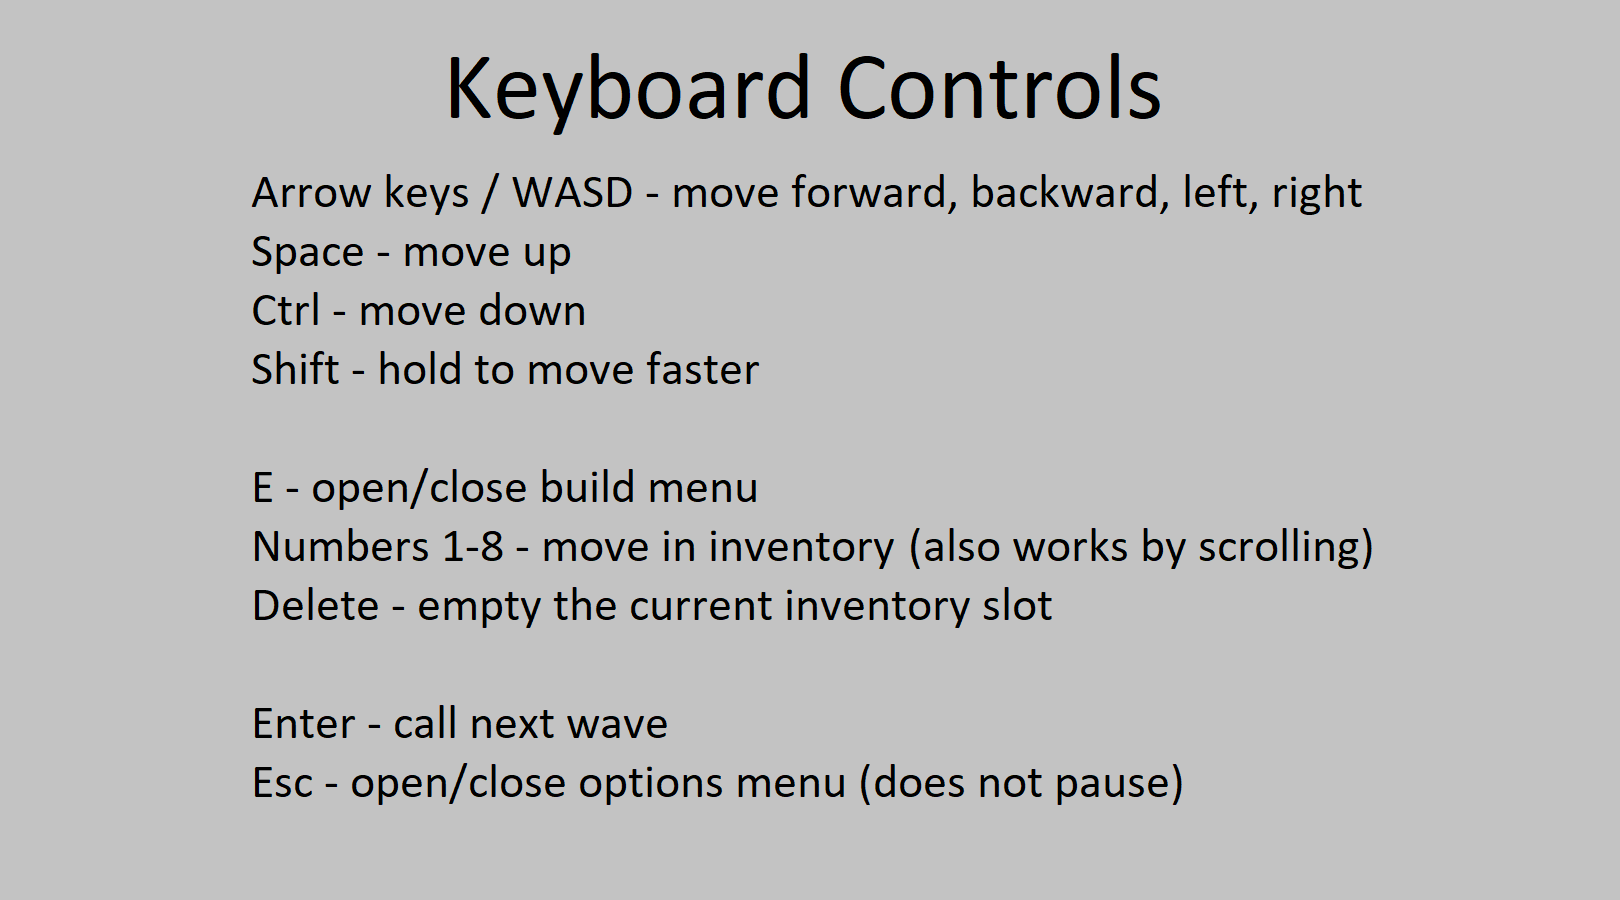 Keyboard Controls
Arrow keys / WASD - move forward, backward, left, right
Space - move up
Ctrl - move down
Shift - hold to move faster
E - open/close build menu
Numbers 1-8 - move in inventory (also works by scrolling)
Delete - empty the current inventory slot
Enter - call next wave
Esc - open/close options menu (does not pause)